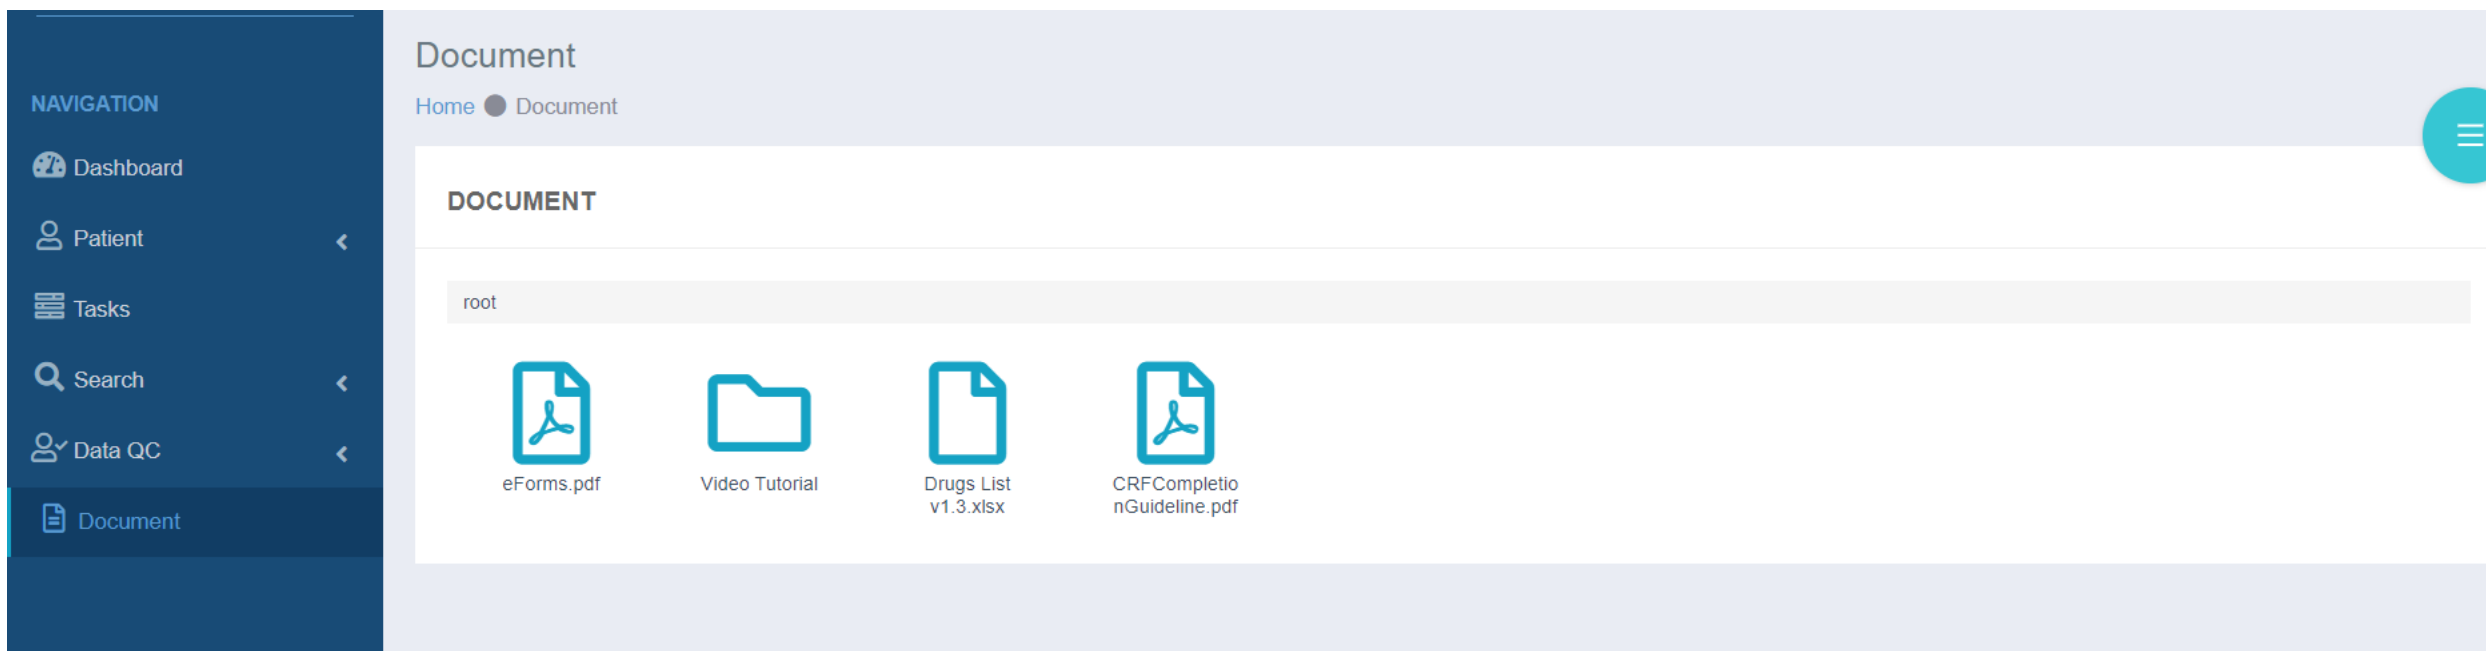 NAVIGATION
Dashboard
Patient
Tasks
Search
Data QC
Document
Document
Home Document
DOCUMENT
root
eForms.pdf
Video Tutorial
Drugs List
v1.3.xlsx
CRFCompletio
nGuideline.pdf